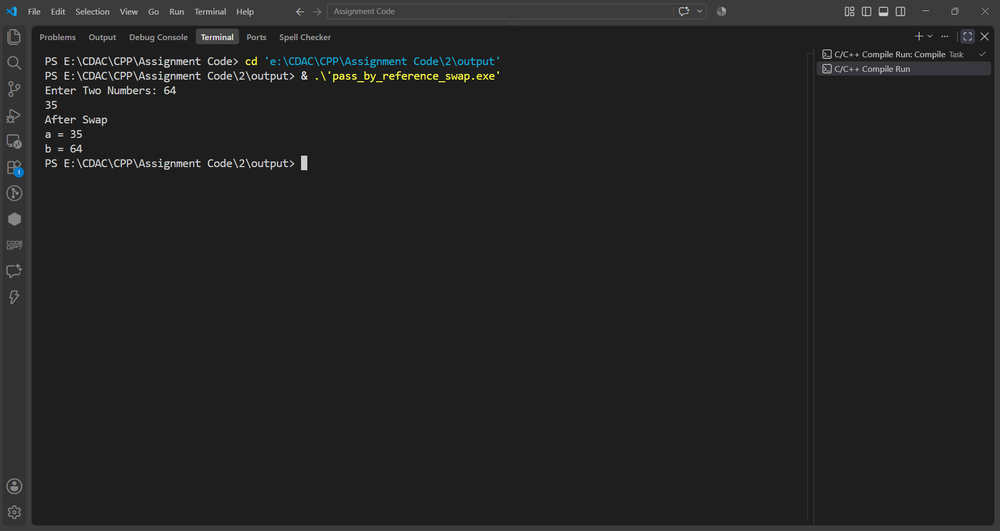 File Edit Selection View Go Run Terminal Help
Assignment Code
Problems Output Debug Console Terminal Ports Spell Checker
PS E:\CDAC\CPP\Assignment Code> cd 'e:\CDAC\CPP\Assignment Code\2\output'
PS E:\CDAC\CPP\Assignment Code\2\output> & .\'pass_by_reference_swap.exe'
Enter Two Numbers: 64
35
After Swap
a = 35
b = 64
PS E:\CDAC\CPP\Assignment Code\2\output>
C/C++ Compile Run: Compile Task
C/C++ Compile Run
1
CODE
GPT